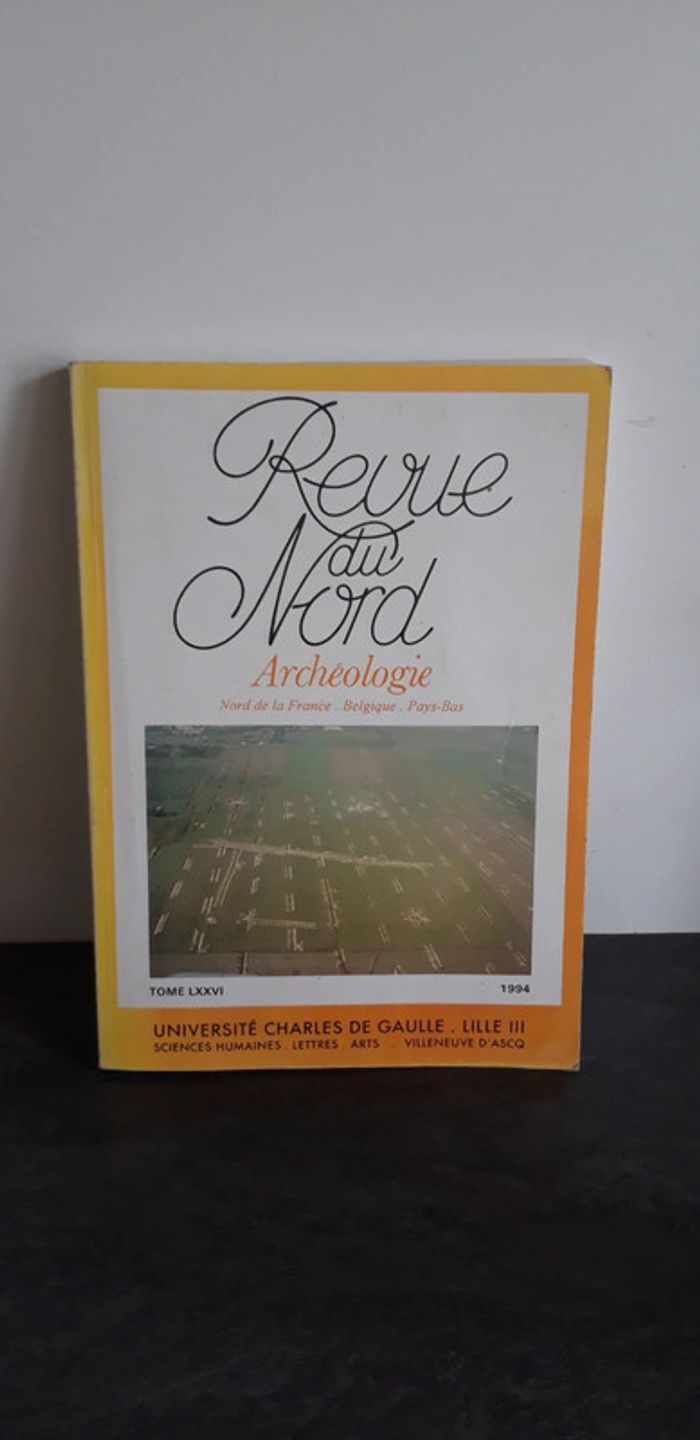 Revue
du
Nord
Archéologie
Nord de la France . Belgique . Pays-Bas
TOME LXXVI 1994
UNIVERSITÉ CHARLES DE GAULLE . LILLE III
SCIENCES HUMAINES . LETTRES . ARTS . VILLENEUVE D'ASCQ